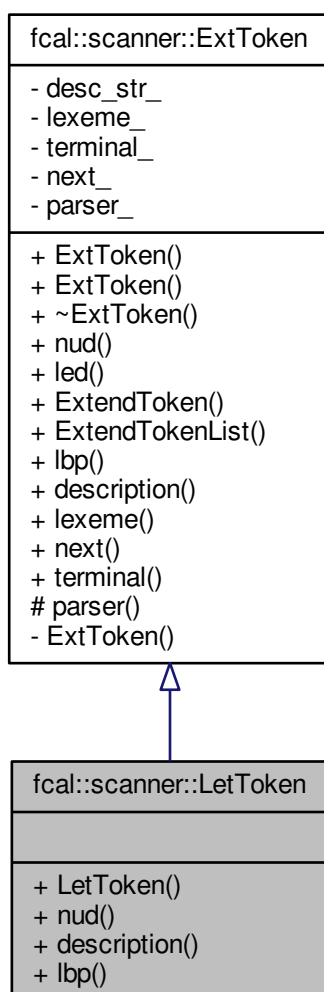 fcal::scanner::ExtToken
- desc_str_
- lexeme_
- terminal_
- next_
- parser_
+ ExtToken()
+ ExtToken()
+ ~ExtToken()
+ nud()
+ led()
+ ExtendToken()
+ ExtendTokenList()
+ lbp()
+ description()
+ lexeme()
+ next()
+ terminal()
# parser()
- ExtToken()
fcal::scanner::LetToken
+ LetToken()
+ nud()
+ description()
+ lbp()